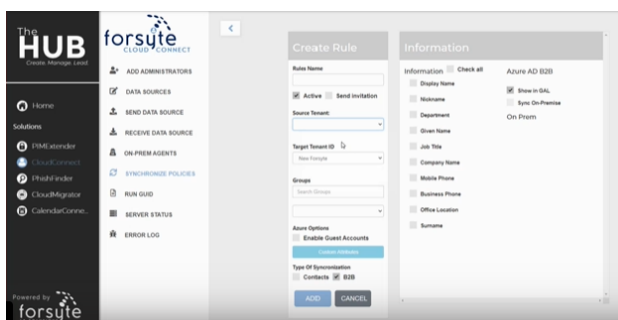 The
HUB
Create. Manage. Lead
Home
Solutions
PIMExtender
CloudConnect
PhishFinder
CloudMigrator
CalendarConne..
Powered by
forsyte
forsyte
CLOUD CONNECT
ADD ADMINISTRATORS
DATA SOURCES
SEND DATA SOURCE
RECEIVE DATA SOURCE
ON-PREM AGENTS
SYNCHRONIZE POLICIES
RUN GUID
SERVER STATUS
ERROR LOG
Create Rule
Rules Name
Active Send invitation
Source Tenant:
Target Tenant ID
New Forsyte
Groups
Search Groups
Azure Options
Enable Guest Accounts
Custom Attributes
Type Of Syncronization
Contacts B2B
ADD CANCEL
Information
Information Check all
Display Name
Nickname
Department
Given Name
Job Title
Company Name
Mobile Phone
Business Phone
Office Location
Surname
Azure AD B2B
Show in GAL
Sync On-Premise
On Prem